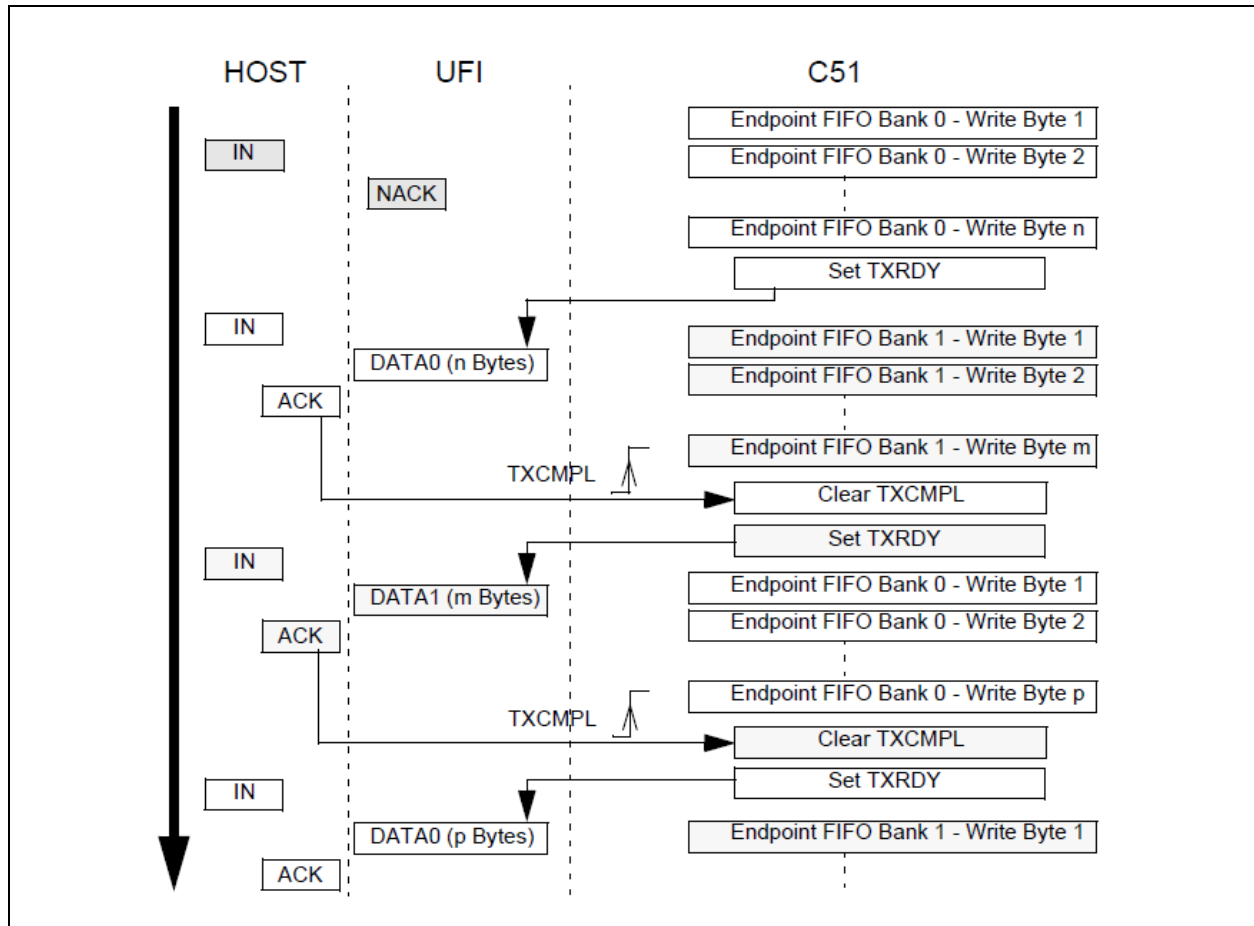 HOST UFI C51
Endpoint FIFO Bank 0 - Write Byte 1
IN
Endpoint FIFO Bank 0 - Write Byte 2
NACK
Endpoint FIFO Bank 0 - Write Byte n
Set TXRDY
IN
Endpoint FIFO Bank 1 - Write Byte 1
DATA0 (n Bytes)
Endpoint FIFO Bank 1 - Write Byte 2
ACK
Endpoint FIFO Bank 1 - Write Byte m
TXCMPL
Clear TXCMPL
Set TXRDY
IN
Endpoint FIFO Bank 0 - Write Byte 1
DATA1 (m Bytes)
Endpoint FIFO Bank 0 - Write Byte 2
ACK
Endpoint FIFO Bank 0 - Write Byte p
TXCMPL
Clear TXCMPL
Set TXRDY
IN
DATA0 (p Bytes)
Endpoint FIFO Bank 1 - Write Byte 1
ACK